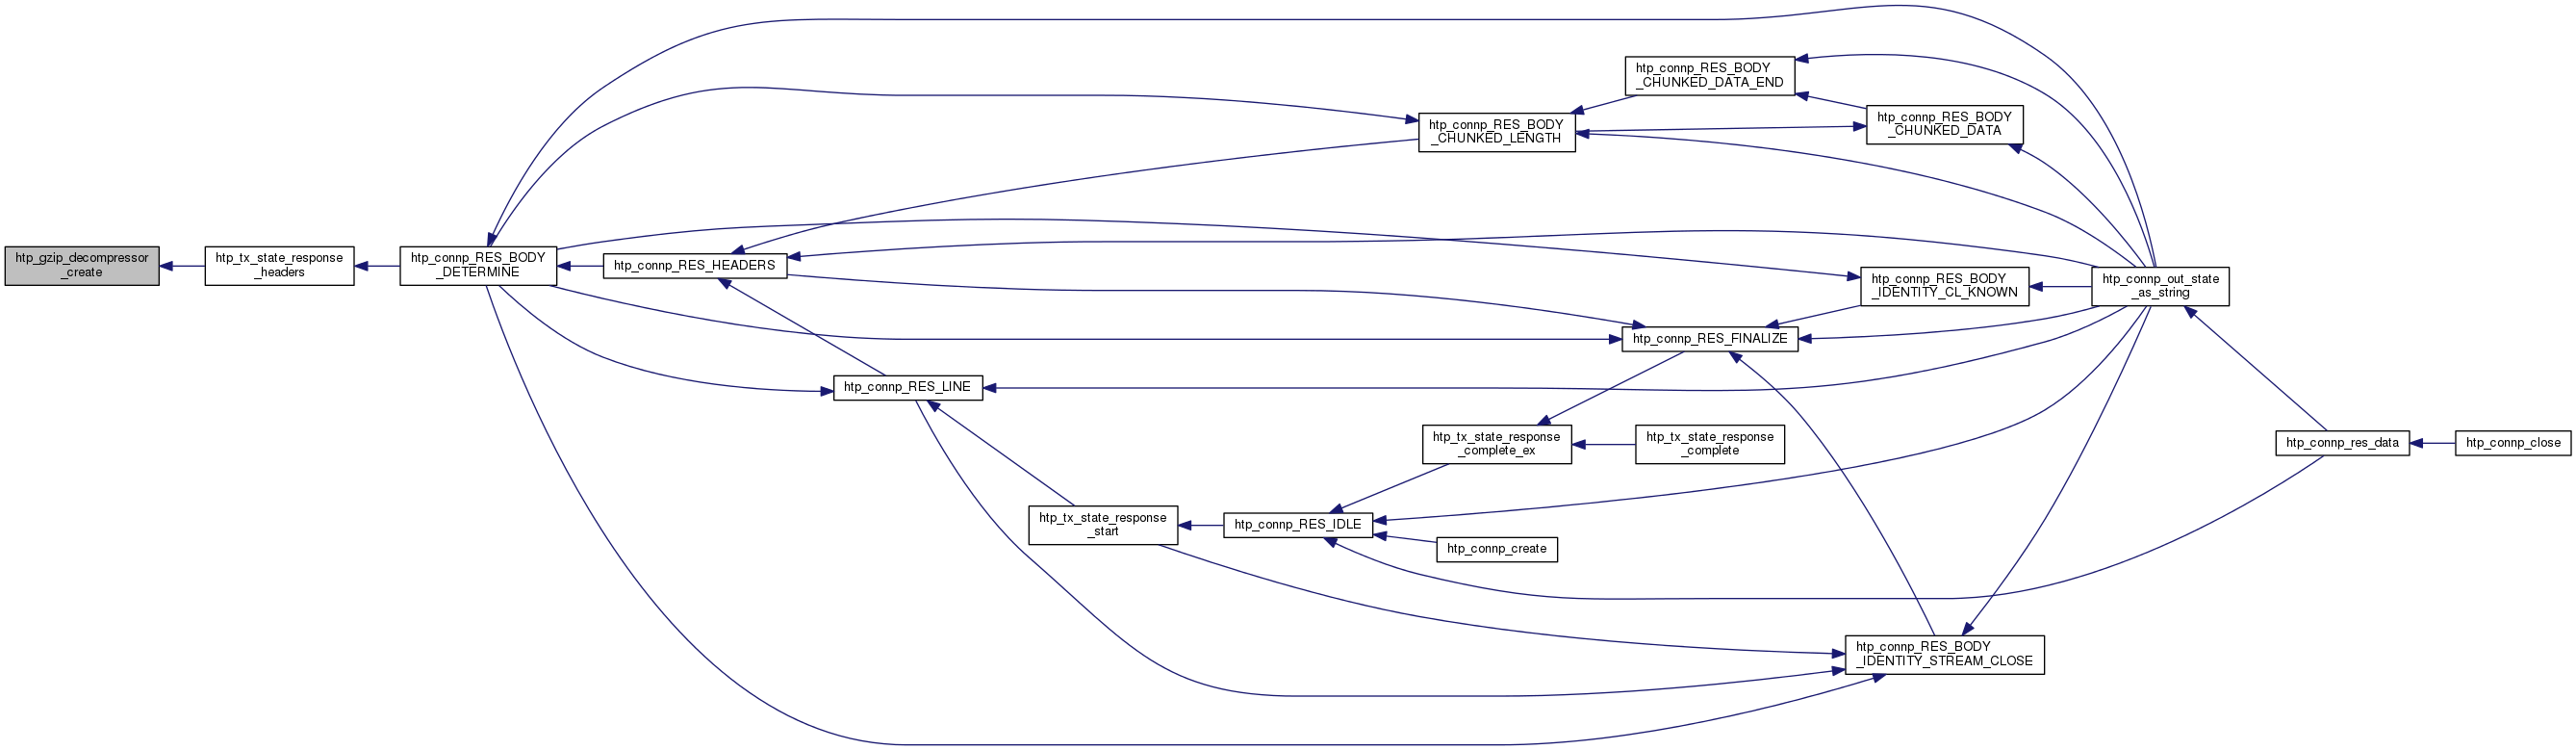 htp_gzip_decompressor
_create
htp_tx_state_response
_headers
htp_connp_RES_BODY
_DETERMINE
htp_connp_RES_HEADERS
htp_connp_RES_LINE
htp_tx_state_response
_start
htp_connp_RES_IDLE
htp_connp_RES_BODY
_CHUNKED_LENGTH
htp_connp_RES_BODY
_CHUNKED_DATA_END
htp_connp_RES_BODY
_CHUNKED_DATA
htp_connp_RES_BODY
_IDENTITY_CL_KNOWN
htp_connp_RES_FINALIZE
htp_tx_state_response
_complete_ex
htp_tx_state_response
_complete
htp_connp_create
htp_connp_RES_BODY
_IDENTITY_STREAM_CLOSE
htp_connp_out_state
_as_string
htp_connp_res_data
htp_connp_close